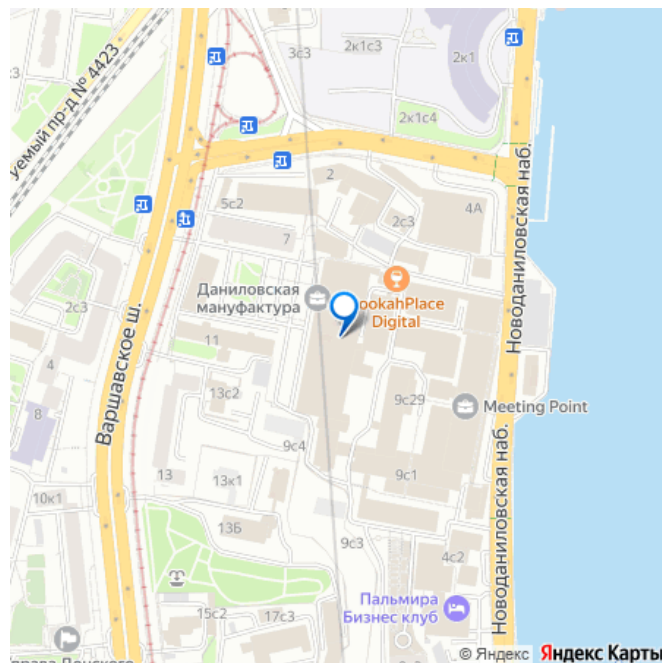 3с3
2к1с3
2к1
уемый пр-д № 4423
2к1с4
2
5с2
2с3
4А
7
Новоданиловская наб.
Даниловская
мануфактура
ookahPlace
Digital
2с3
11
Варшавское ш.
4
13с2
9с29
Meeting Point
8
9с4
Новоданиловская наб.
13
13к1
9с1
10к1
13Б
9с3
4с2
Пальмира
Бизнес клуб
15с2
17с3
© Яндекс Яндекс Карты